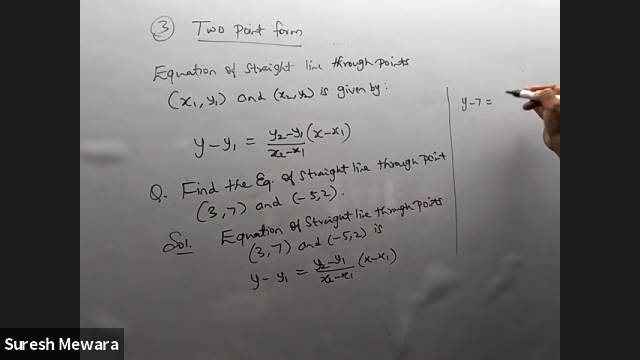 ③ Two point form
Equation of straight line through points
(x₁, y₁) and (x₂, y₂) is given by:
y - y₁ = y₂-y₁/x₂-x₁ (x-x₁)
Q. Find the Eq. of straight line through point
(3,7) and (-5,2).
Sol. Equation of straight line through points
(3,7) and (-5,2) is
y - y₁ = y₂-y₁/x₂-x₁ (x-x₁)
y-7 =
Suresh Mewara